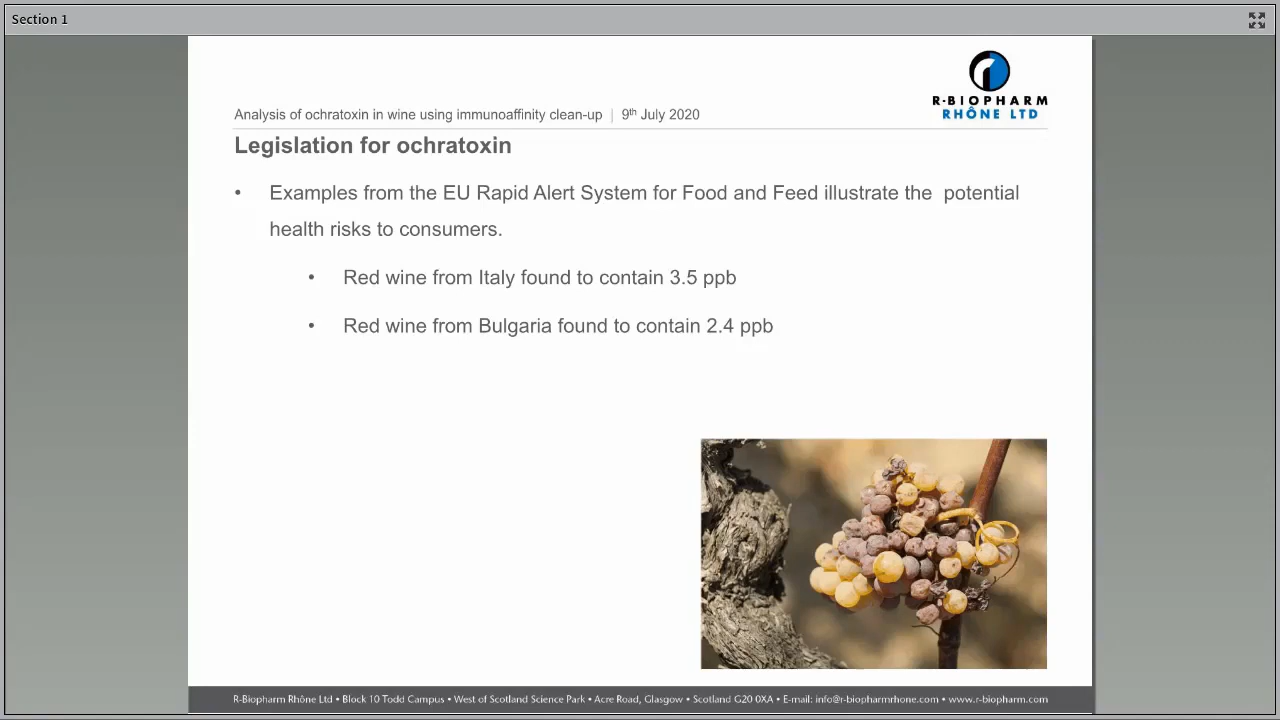 Section 1
R-BIOPHARM
RHÔNE LTD
Analysis of ochratoxin in wine using immunoaffinity clean-up | 9th July 2020
Legislation for ochratoxin
• Examples from the EU Rapid Alert System for Food and Feed illustrate the potential
health risks to consumers.
• Red wine from Italy found to contain 3.5 ppb
• Red wine from Bulgaria found to contain 2.4 ppb
R-Biopharm Rhône Ltd • Block 10 Todd Campus • West of Scotland Science Park • Acre Road, Glasgow • Scotland G20 0XA • E-mail: info@r-biopharmrhone.com • www.r-biopharm.com